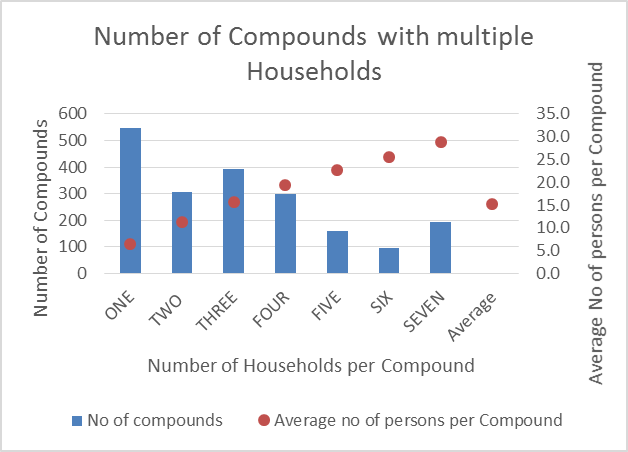 Number of Compounds with multiple
Households
Number of Compounds
600
500
400
300
200
100
0
35.0
30.0
25.0
20.0
15.0
10.0
5.0
0.0
Average No of persons per Compound
ONE
TWO
THREE
FOUR
FIVE
SIX
SEVEN
Average
Number of Households per Compound
No of compounds
Average no of persons per Compound